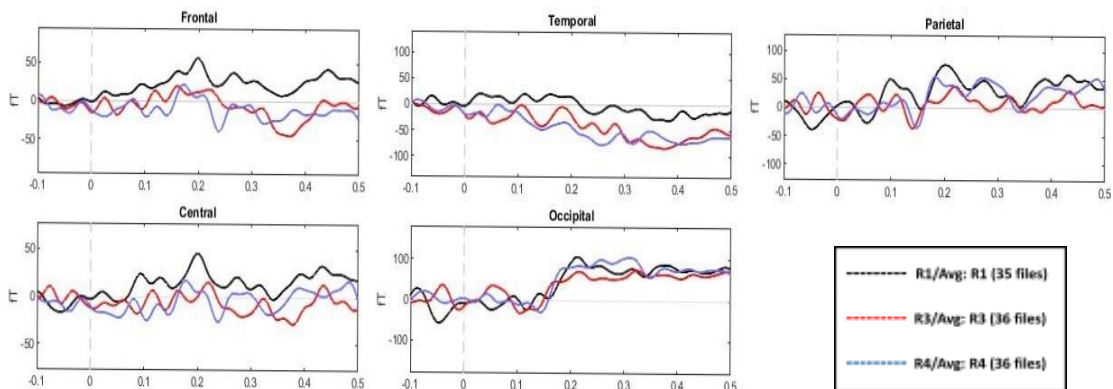 Frontal
50
0
-50
fT
-0.1 0 0.1 0.2 0.3 0.4 0.5
Temporal
100
50
0
-50
-100
fT
-0.1 0 0.1 0.2 0.3 0.4 0.5
Parietal
100
50
0
-50
-100
fT
-0.1 0 0.1 0.2 0.3 0.4 0.5
Central
50
0
-50
fT
-0.1 0 0.1 0.2 0.3 0.4 0.5
Occipital
100
0
-100
fT
-0.1 0 0.1 0.2 0.3 0.4 0.5
R1/Avg: R1 (35 files)
R3/Avg: R3 (36 files)
R4/Avg: R4 (36 files)